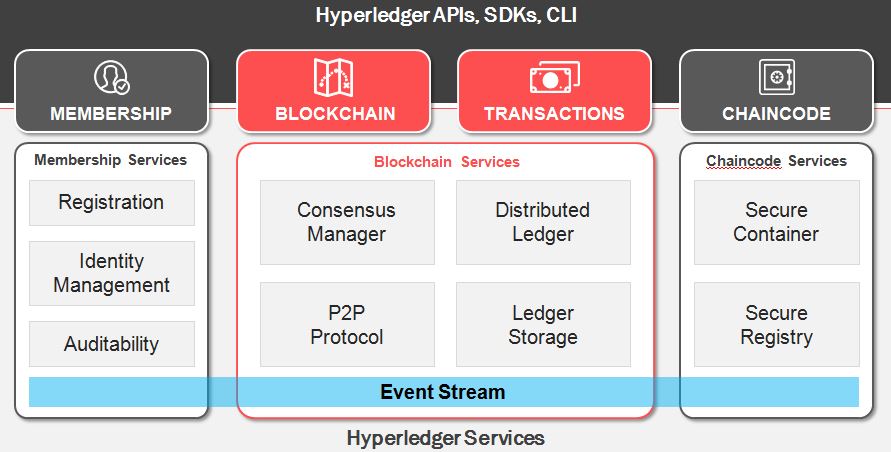 Hyperledger APIs, SDKs, CLI
MEMBERSHIP
BLOCKCHAIN
TRANSACTIONS
CHAINCODE
Membership Services
Registration
Identity
Management
Auditability
Blockchain Services
Consensus
Manager
Distributed
Ledger
P2P
Protocol
Ledger
Storage
Chaincode Services
Secure
Container
Secure
Registry
Event Stream
Hyperledger Services